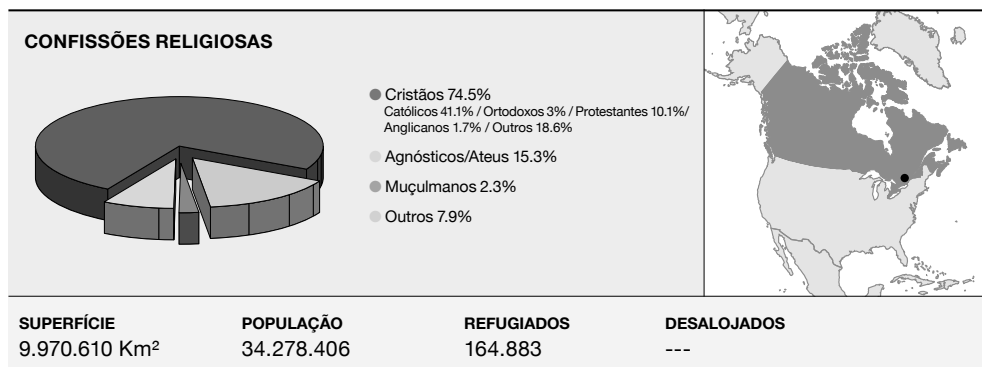 CONFISSÕES RELIGIOSAS
Cristãos 74.5%
Católicos 41.1% / Ortodoxos 3% / Protestantes 10.1%/
Anglicanos 1.7% / Outros 18.6%
Agnósticos/Ateus 15.3%
Muçulmanos 2.3%
Outros 7.9%
SUPERFÍCIE
9.970.610 Km²
POPULAÇÃO
34.278.406
REFUGIADOS
164.883
DESALOJADOS
---